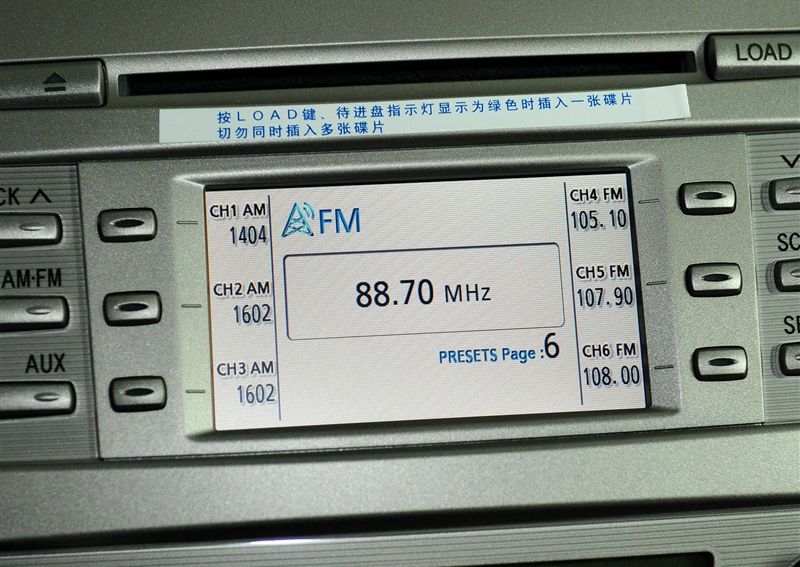 LOAD
按LOAD键、待进盘指示灯显示为绿色时插入一张碟片
切勿同时插入多张碟片
CK ∧
AM·FM
AUX
CH1 AM
1404
CH2 AM
1602
CH3 AM
1602
FM
88.70 MHz
PRESETS Page :6
CH4 FM
105.10
CH5 FM
107.90
CH6 FM
108.00
SC